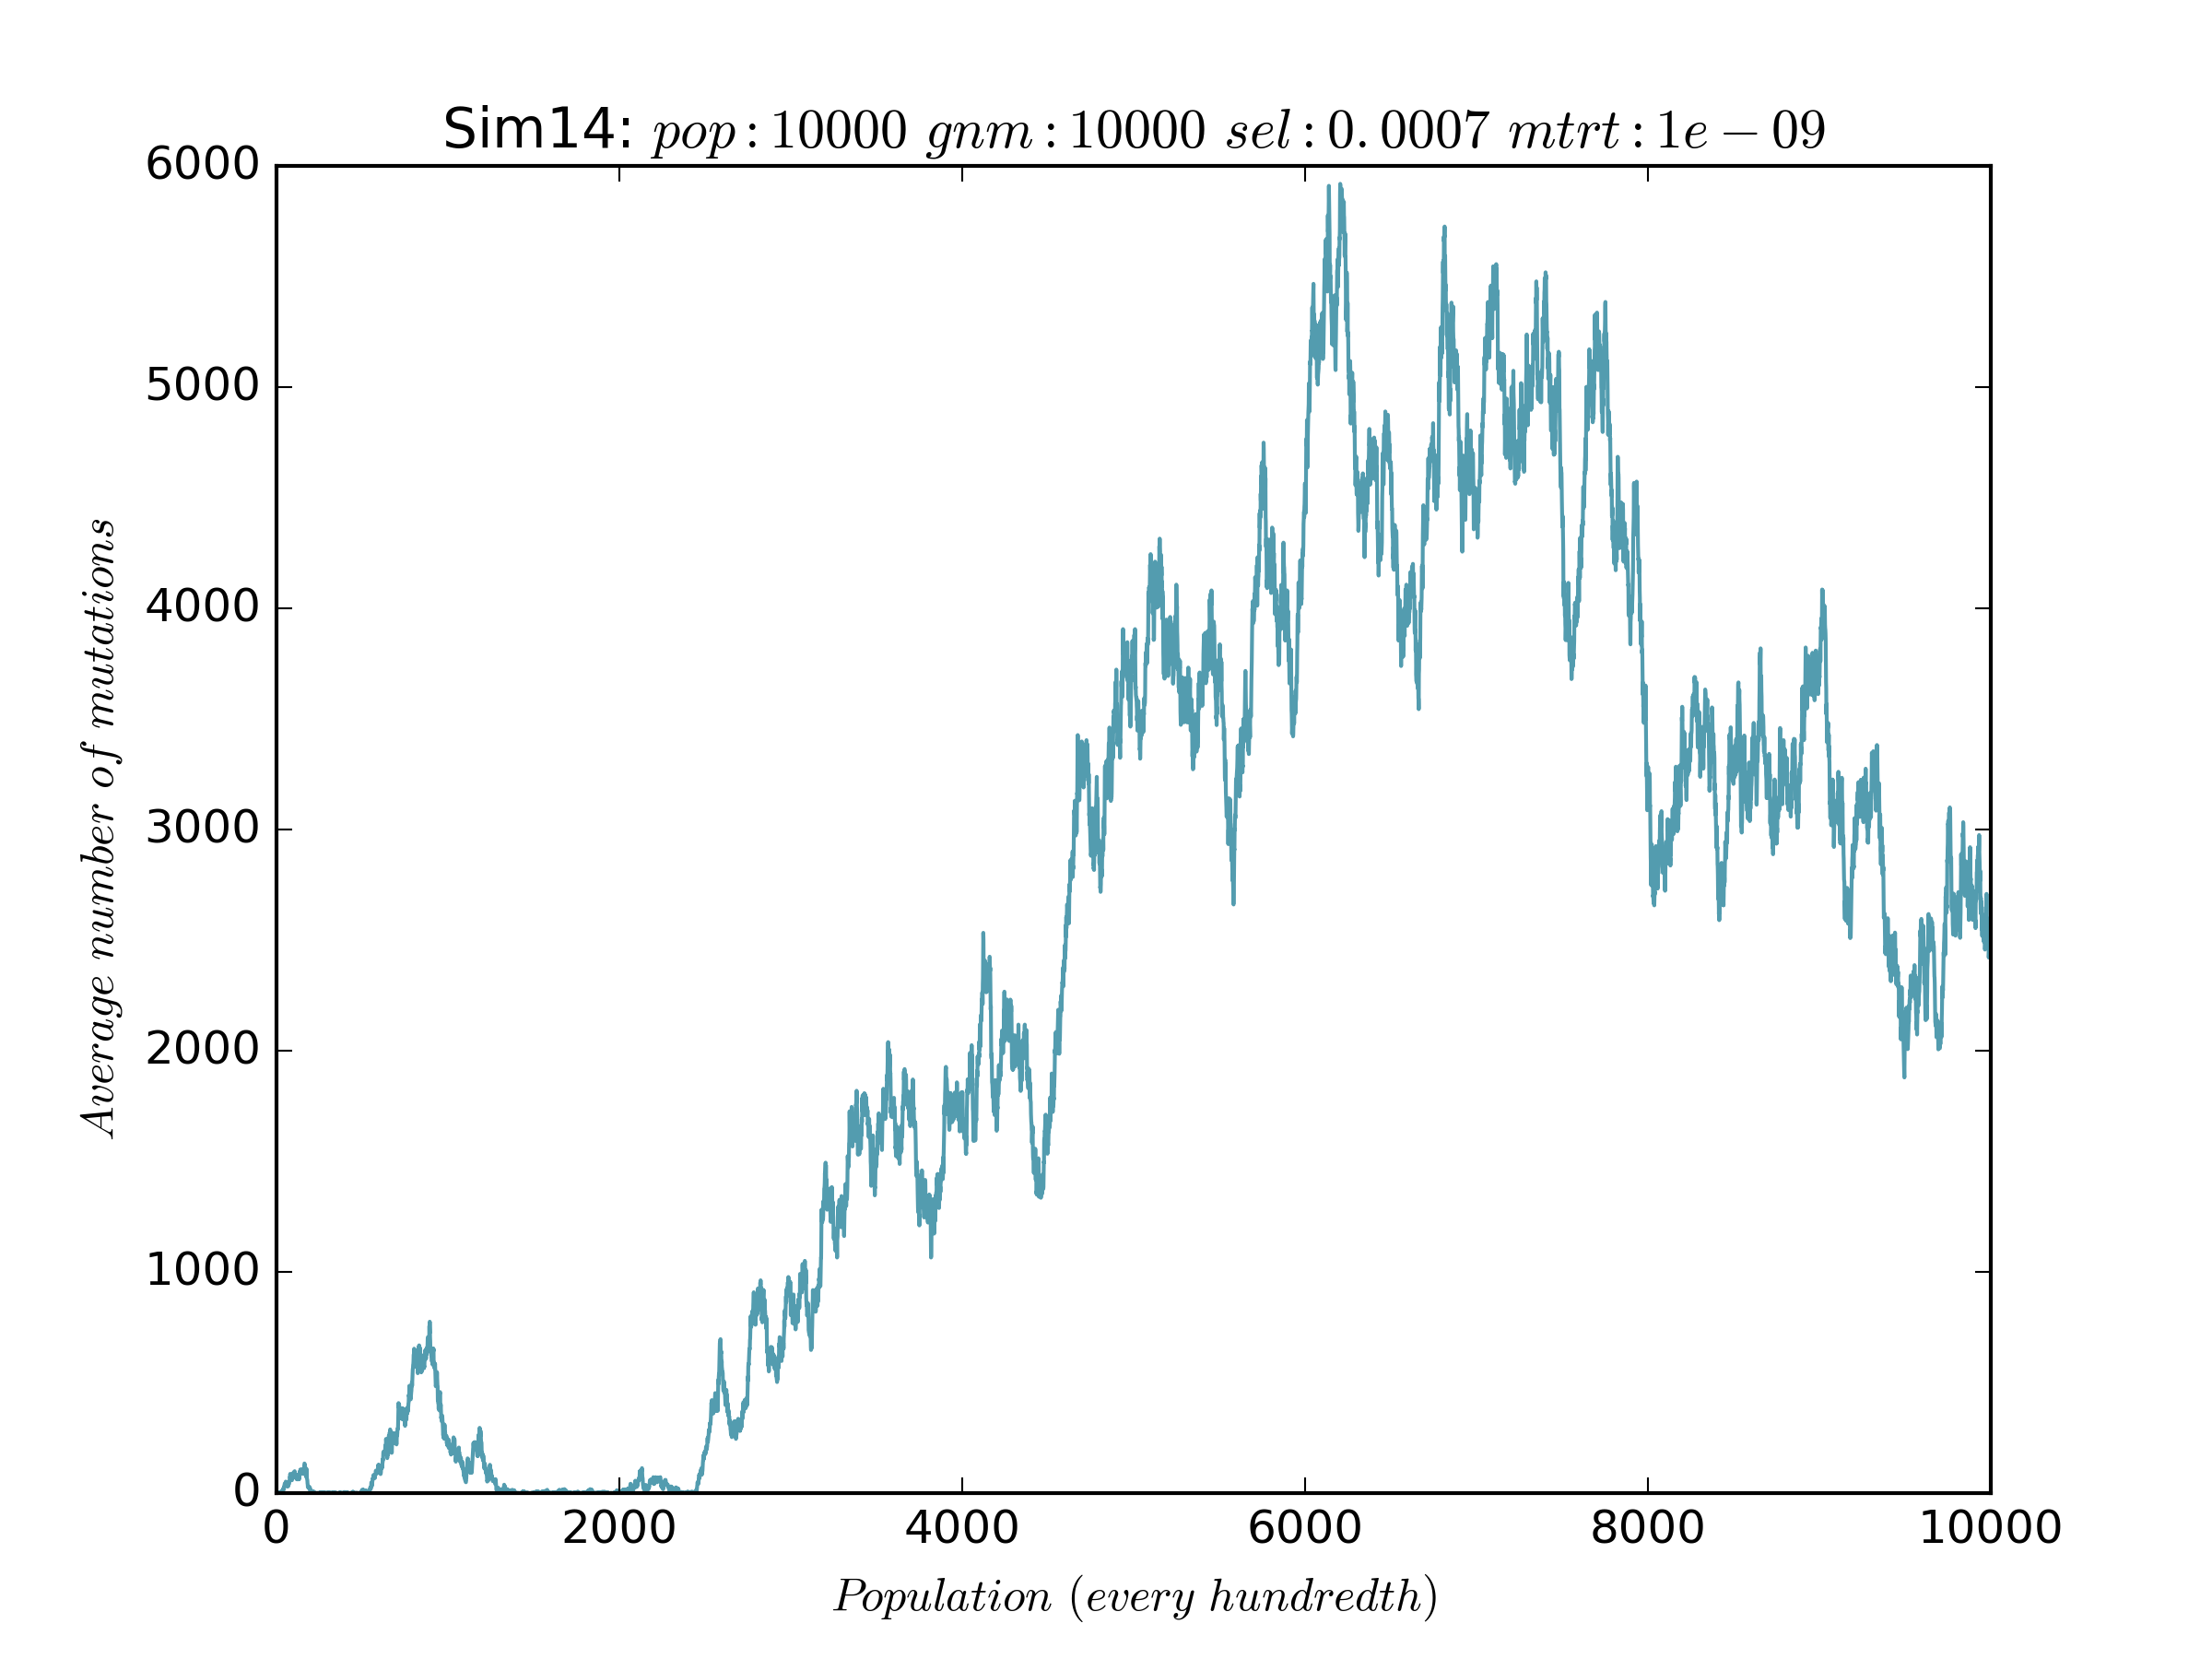 Sim14: pop : 10000 gnm : 10000 sel : 0.0007 mtrt : 1e − 09
6000
5000
4000
3000
2000
1000
0
Average number of mutations
0 2000 4000 6000 8000 10000
Population (every hundredth)